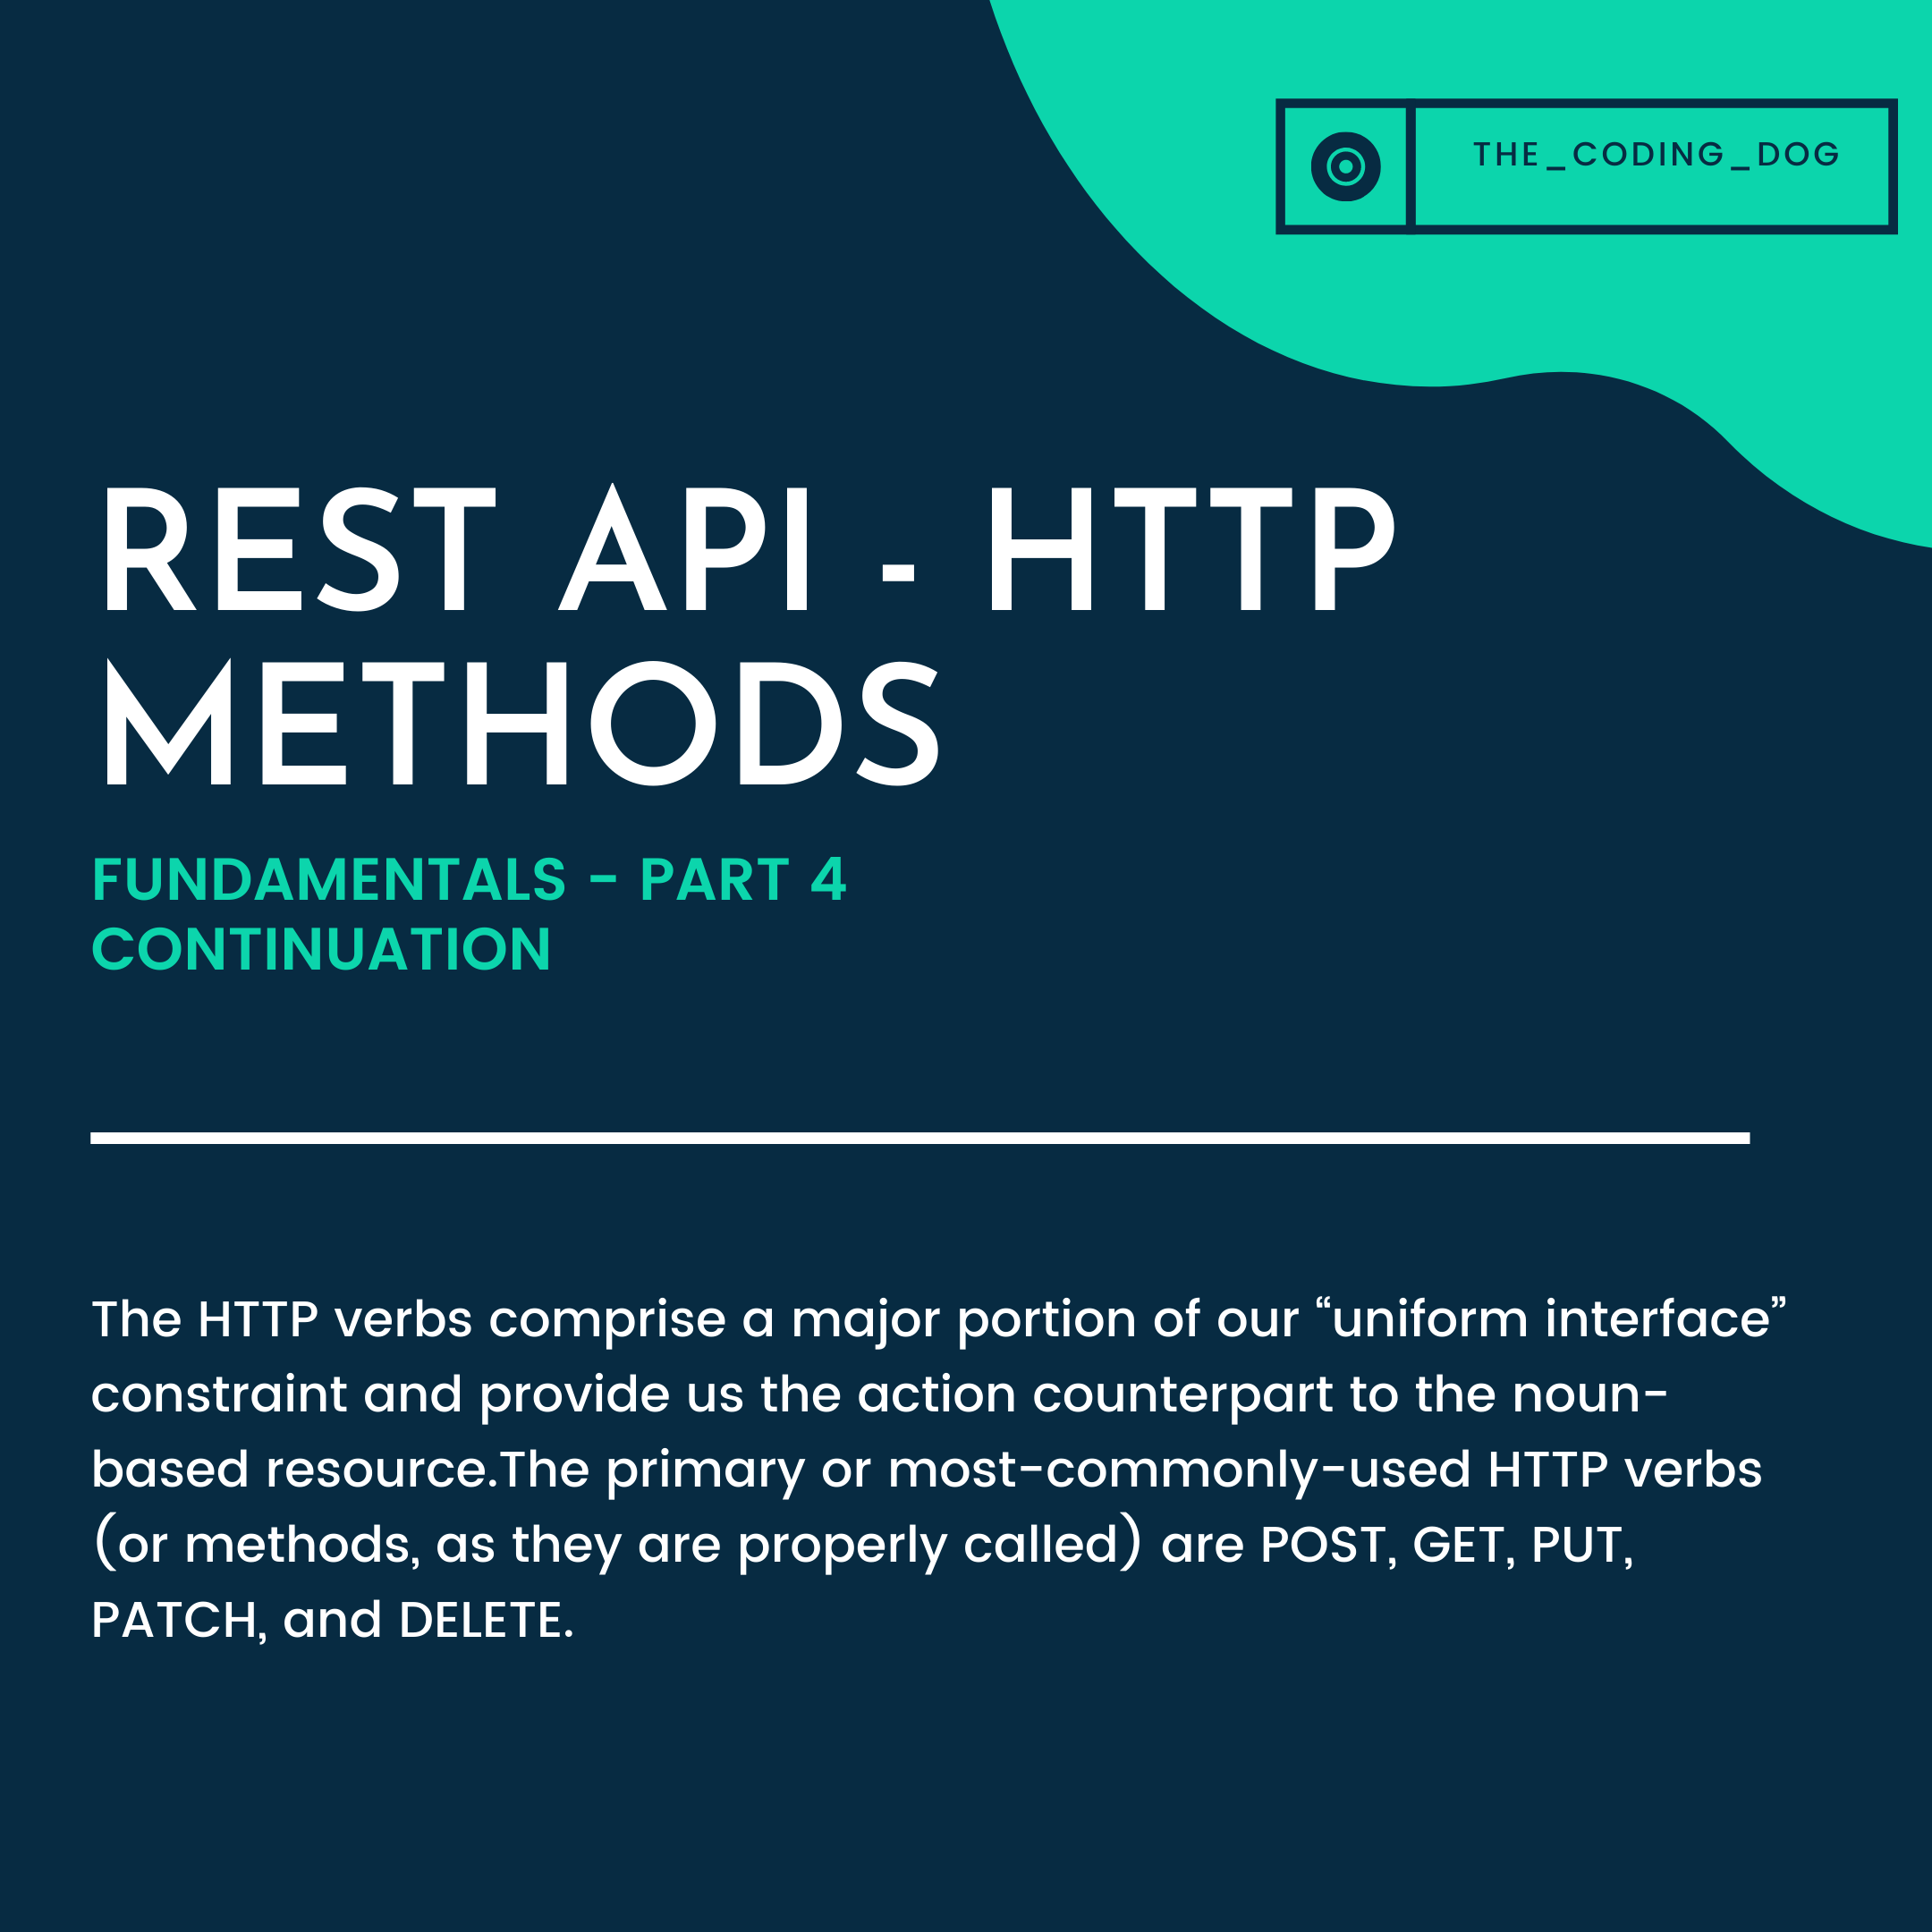 THE_CODING_DOG
REST API - HTTP
METHODS
FUNDAMENTALS - PART 4
CONTINUATION
The HTTP verbs comprise a major portion of our “uniform interface”
constraint and provide us the action counterpart to the noun-
based resource.The primary or most-commonly-used HTTP verbs
(or methods, as they are properly called) are POST, GET, PUT,
PATCH, and DELETE.